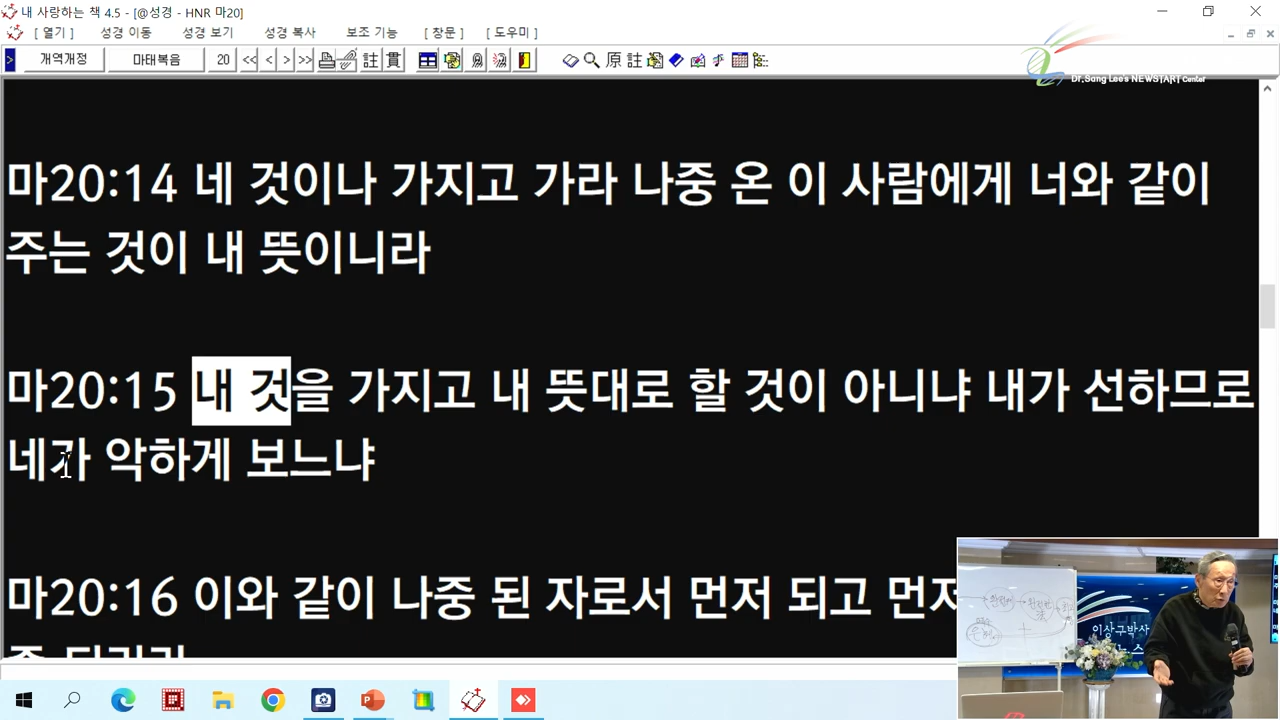 내 사랑하는 책 4.5 - [@성경 - HNR 마20]
[ 열기 ] 성경 이동 성경 보기 성경 복사 보조 기능 [ 창문 ] [ 도우미 ]
개역개정 마태복음 20 << < > >> 註 貫 原 註
Dr.Sang Lee's NEWSTART Center
마20:14 네 것이나 가지고 가라 나중 온 이 사람에게 너와 같이
주는 것이 내 뜻이니라
마20:15 내 것을 가지고 내 뜻대로 할 것이 아니냐 내가 선하므로
네가 악하게 보느냐
마20:16 이와 같이 나중 된 자로서 먼저 되고 먼저
이상구박사